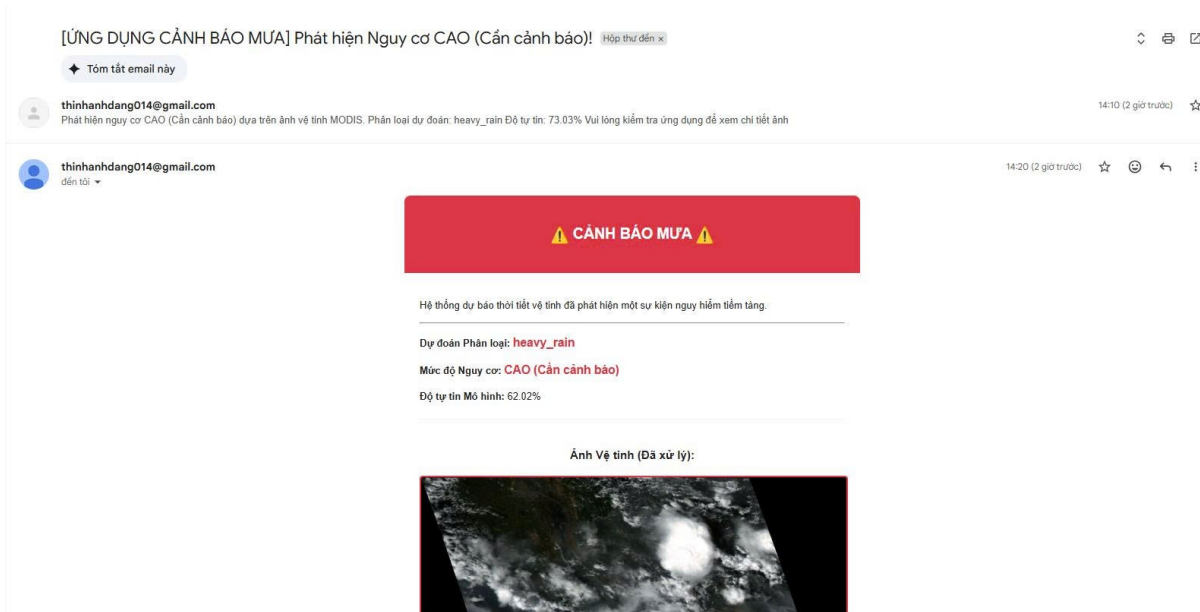 [ỨNG DỤNG CẢNH BÁO MƯA] Phát hiện Nguy cơ CAO (Cần cảnh báo)! Hộp thư đến x
Tóm tắt email này
thinhanhdang014@gmail.com 14:10 (2 giờ trước)
Phát hiện nguy cơ CAO (Cần cảnh báo) dựa trên ảnh vệ tinh MODIS. Phân loại dự đoán: heavy_rain Độ tự tin: 73.03% Vui lòng kiểm tra ứng dụng để xem chi tiết ảnh
thinhanhdang014@gmail.com 14:20 (2 giờ trước)
đến tôi
CẢNH BÁO MƯA
Hệ thống dự báo thời tiết vệ tinh đã phát hiện một sự kiện nguy hiểm tiềm tàng.
Dự đoán Phân loại: heavy_rain
Mức độ Nguy cơ: CAO (Cần cảnh báo)
Độ tự tin Mô hình: 62.02%
Ảnh Vệ tinh (Đã xử lý):